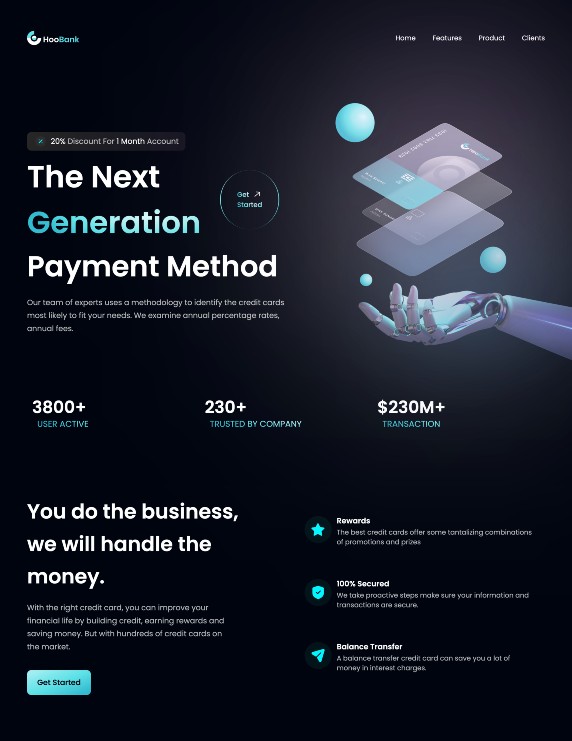 HooBank
Home Features Product Clients
20% Discount For 1 Month Account
The Next
Generation
Payment Method
Get
Started
Our team of experts uses a methodology to identify the credit cards
most likely to fit your needs. We examine annual percentage rates,
annual fees.
3800+
USER ACTIVE
230+
TRUSTED BY COMPANY
$230M+
TRANSACTION
You do the business,
we will handle the
money.
With the right credit card, you can improve your
financial life by building credit, earning rewards and
saving money. But with hundreds of credit cards on
the market.
Get Started
Rewards
The best credit cards offer some tantalizing combinations
of promotions and prizes
100% Secured
We take proactive steps make sure your information and
transactions are secure.
Balance Transfer
A balance transfer credit card can save you a lot of
money in interest charges.